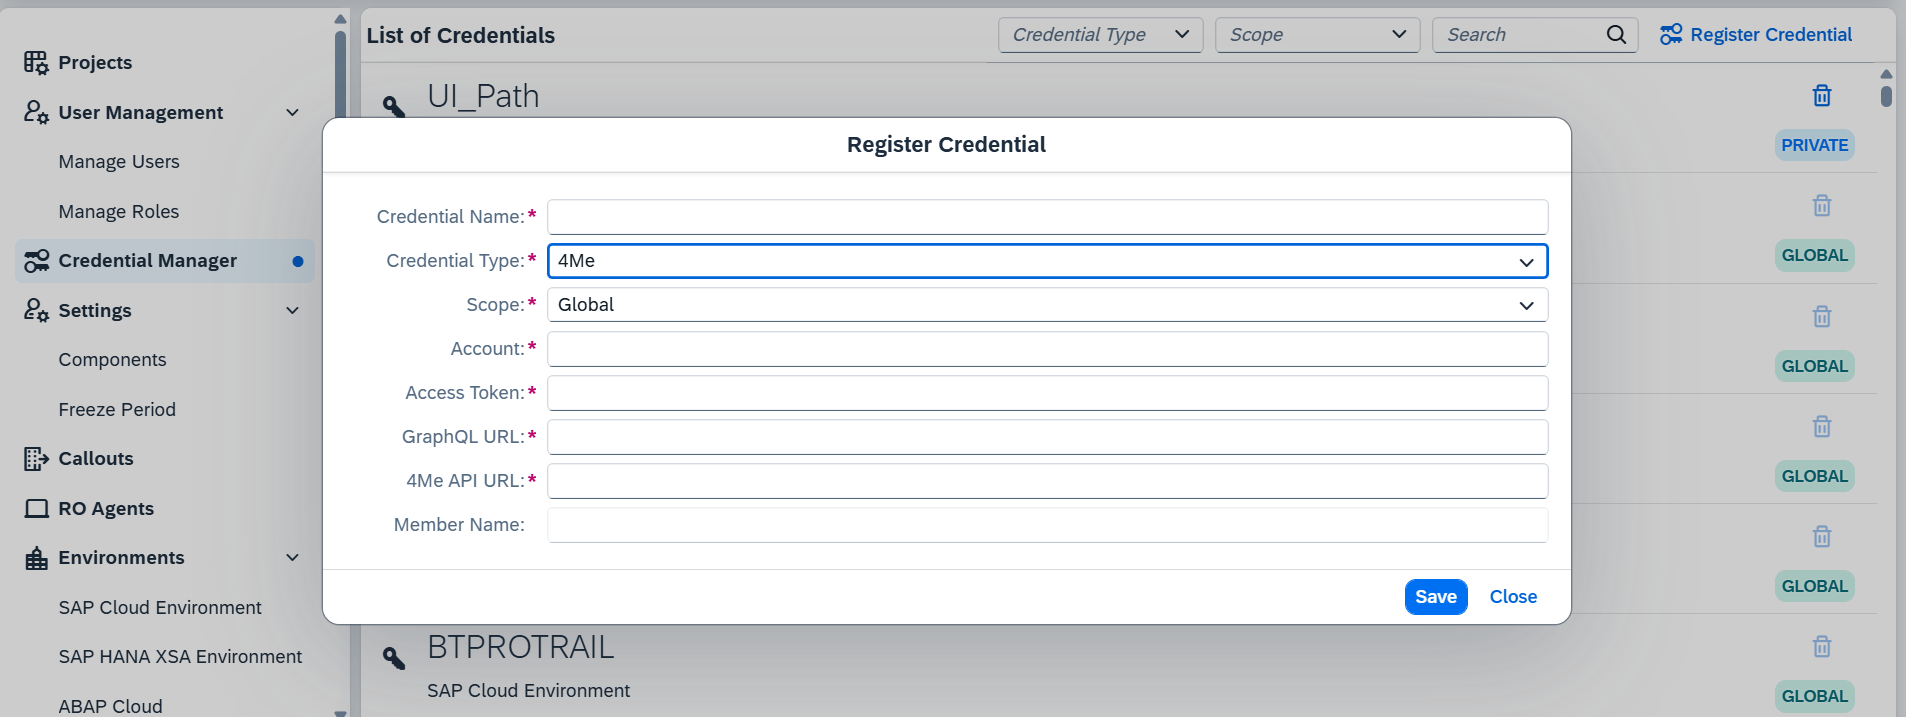 Projects
User Management
Manage Users
Manage Roles
Credential Manager
Settings
Components
Freeze Period
Callouts
RO Agents
Environments
SAP Cloud Environment
SAP HANA XSA Environment
ABAP Cloud
List of Credentials
Credential Type
Scope
Search
Register Credential
UI_Path
PRIVATE
GLOBAL
GLOBAL
GLOBAL
GLOBAL
Register Credential
Credential Name:*
Credential Type:* 4Me
Scope:* Global
Account:*
Access Token:*
GraphQL URL:*
4Me API URL:*
Member Name:
Save Close
BTPROTRAIL
SAP Cloud Environment
GLOBAL